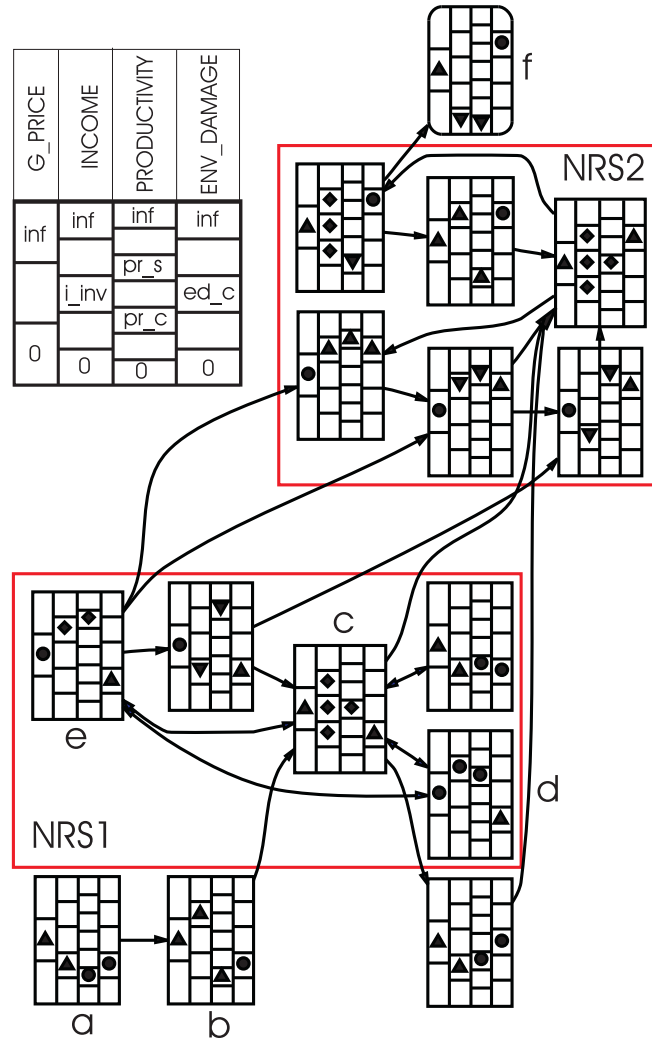 G_PRICE
INCOME
PRODUCTIVITY
ENV_DAMAGE
inf
inf
inf
inf
pr_s
i_inv
ed_c
pr_c
0
0
0
0
f
NRS2
c
e
d
NRS1
a
b